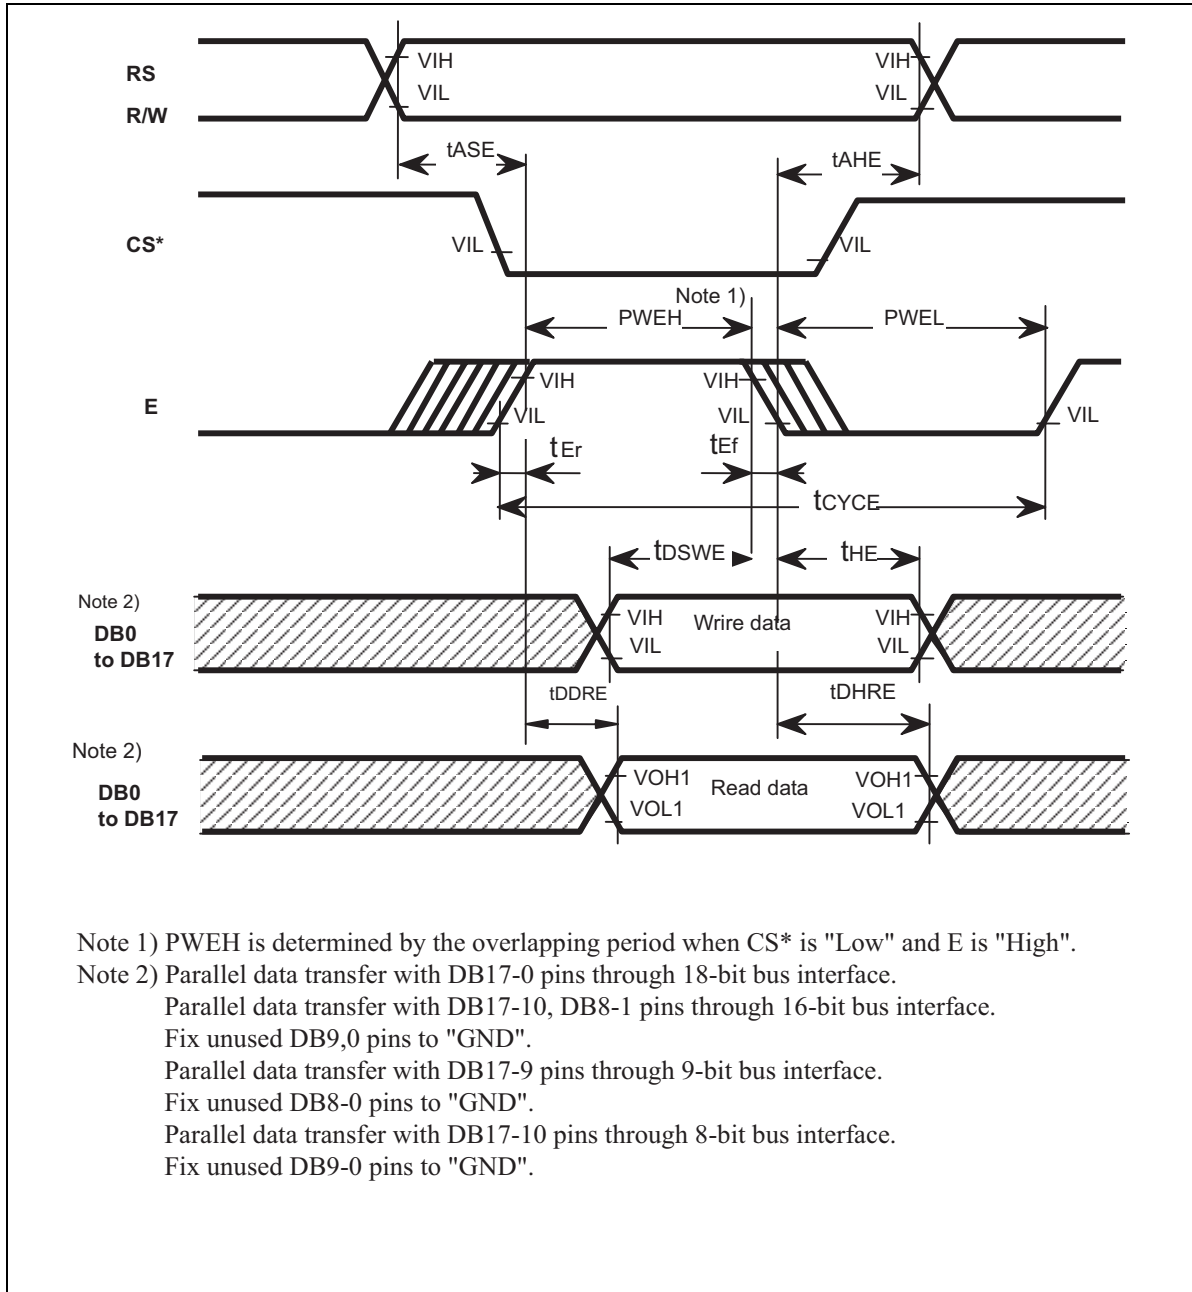 RS
VIH
VIH
VIL
VIL
R/W
tASE
tAHE
CS*
VIL
VIL
Note 1)
PWEH
PWEL
E
VIH
VIH
VIL
VIL
VIL
tEr
tEf
tCYCE
tDSWE
tHE
Note 2)
DB0
to DB17
VIH
VIL
Wrire data
VIH
VIL
tDDRE
tDHRE
Note 2)
DB0
to DB17
VOH1
VOL1
Read data
VOH1
VOL1
Note 1) PWEH is determined by the overlapping period when CS* is "Low" and E is "High".
Note 2) Parallel data transfer with DB17-0 pins through 18-bit bus interface.
Parallel data transfer with DB17-10, DB8-1 pins through 16-bit bus interface.
Fix unused DB9,0 pins to "GND".
Parallel data transfer with DB17-9 pins through 9-bit bus interface.
Fix unused DB8-0 pins to "GND".
Parallel data transfer with DB17-10 pins through 8-bit bus interface.
Fix unused DB9-0 pins to "GND".